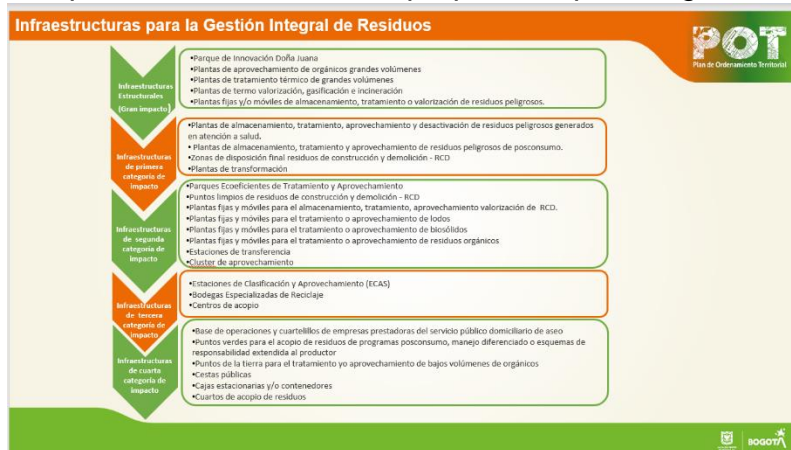 Infraestructuras para la Gestión Integral de Residuos
POT
Plan de Ordenamiento Territorial
Infraestructuras
Estructurales
(Gran impacto)
•Parque de Innovación Doña Juana
•Plantas de aprovechamiento de orgánicos grandes volúmenes
•Plantas de tratamiento térmico de grandes volúmenes
•Plantas de termo valorización, gasificación e incineración
•Plantas fijas y/o móviles de almacenamiento, tratamiento o valorización de residuos peligrosos.
Infraestructuras
de primera
categoría de
impacto
•Plantas de almacenamiento, tratamiento, aprovechamiento y desactivación de residuos peligrosos generados
en atención a salud.
• Plantas de almacenamiento, tratamiento y aprovechamiento de residuos peligrosos de posconsumo.
•Zonas de disposición final residuos de construcción y demolición - RCD
•Plantas de transformación
Infraestructuras
de segunda
categoría de
impacto
•Parques Ecoeficientes de Tratamiento y Aprovechamiento
•Puntos limpios de residuos de construcción y demolición - RCD
•Plantas fijas y móviles para el almacenamiento, tratamiento, aprovechamiento valorización de RCD.
•Plantas fijas y móviles para el tratamiento o aprovechamiento de lodos
•Plantas fijas y móviles para el tratamiento o aprovechamiento de biosólidos
•Plantas fijas y móviles para el tratamiento o aprovechamiento de residuos orgánicos
•Estaciones de transferencia
•Cluster de aprovechamiento
Infraestructuras
de tercera
categoría de
impacto
•Estaciones de Clasificación y Aprovechamiento (ECAS)
•Bodegas Especializadas de Reciclaje
•Centros de acopio
Infraestructuras
de cuarta
categoría de
impacto
•Base de operaciones y cuartelillos de empresas prestadoras del servicio público domiciliario de aseo
•Puntos verdes para el acopio de residuos de programas posconsumo, manejo diferenciado o esquemas de
responsabilidad extendida al productor
•Puntos de la tierra para el tratamiento yo aprovechamiento de bajos volúmenes de orgánicos
•Cestas públicas
•Cajas estacionarias y/o contenedores
•Cuartos de acopio de residuos
BOGOTÁ